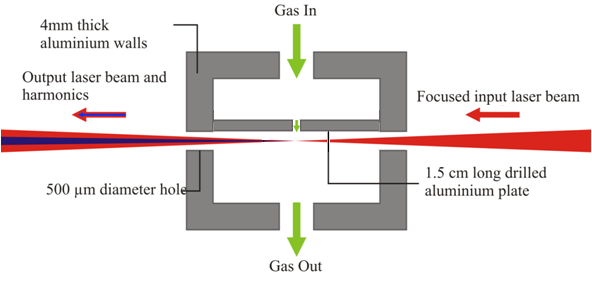 Gas In
4mm thick
aluminium walls
Output laser beam and
harmonics
Focused input laser beam
500 µm diameter hole
1.5 cm long drilled
aluminium plate
Gas Out